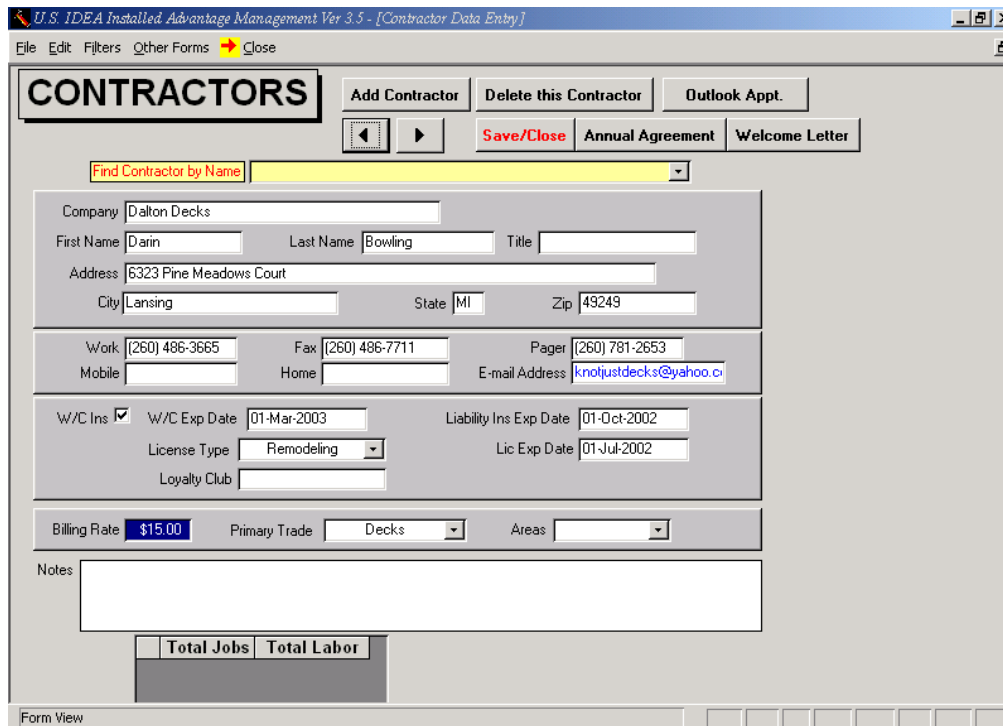 U.S. IDEA Installed Advantage Management Ver 3.5 - [Contractor Data Entry]
File Edit Filters Other Forms Close
CONTRACTORS
Add Contractor Delete this Contractor Outlook Appt.
Save/Close Annual Agreement Welcome Letter
Find Contractor by Name
Company Dalton Decks
First Name Darin Last Name Bowling Title
Address 6323 Pine Meadows Court
City Lansing State MI Zip 49249
Work (260) 486-3665 Fax (260) 486-7711 Pager (260) 781-2653
Mobile Home E-mail Address knotjustdecks@yahoo.c
W/C Ins W/C Exp Date 01-Mar-2003 Liability Ins Exp Date 01-Oct-2002
License Type Remodeling Lic Exp Date 01-Jul-2002
Loyalty Club
Billing Rate $15.00 Primary Trade Decks Areas
Notes
Total Jobs Total Labor
Form View